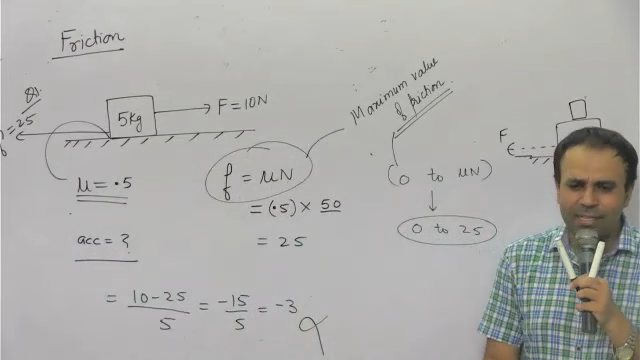 Friction
Q1.
f = 25
5kg
F = 10N
μ = .5
acc = ?
= 10-25 / 5 = -15 / 5 = -3
f = μN
= (.5) × 50
= 25
Maximum value
of friction.
(0 to μN)
↓
0 to 25
F